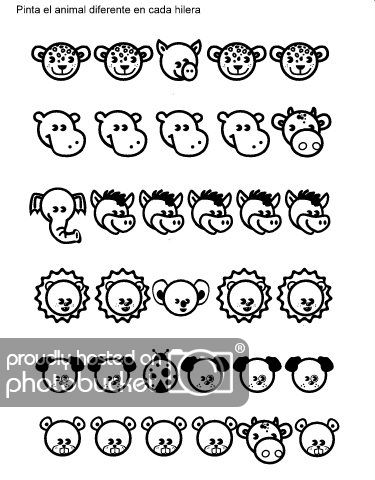 Pinta el animal diferente en cada hilera
proudly hosted on
photobucket
®